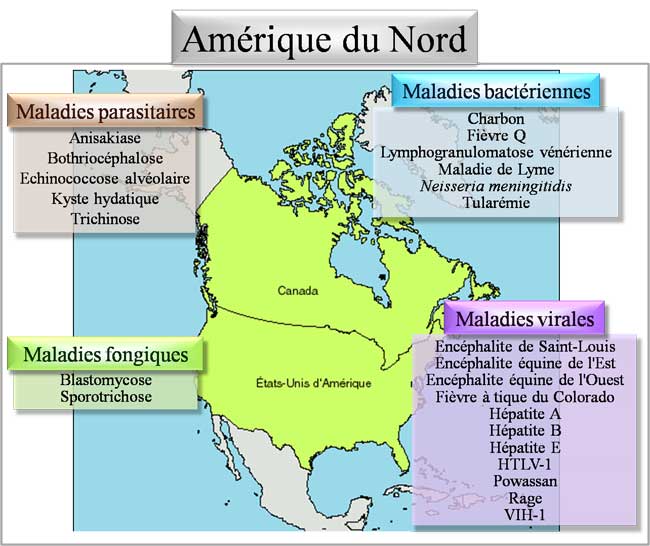 Amérique du Nord
Maladies parasitaires
Anisakiase
Bothriocéphalose
Echinococcose alvéolaire
Kyste hydatique
Trichinose
Maladies bactériennes
Charbon
Fièvre Q
Lymphogranulomatose vénérienne
Maladie de Lyme
Neisseria meningitidis
Tularémie
Canada
États-Unis d'Amérique
Maladies fongiques
Blastomycose
Sporotrichose
Maladies virales
Encéphalite de Saint-Louis
Encéphalite équine de l'Est
Encéphalite équine de l'Ouest
Fièvre à tique du Colorado
Hépatite A
Hépatite B
Hépatite E
HTLV-1
Powassan
Rage
VIH-1